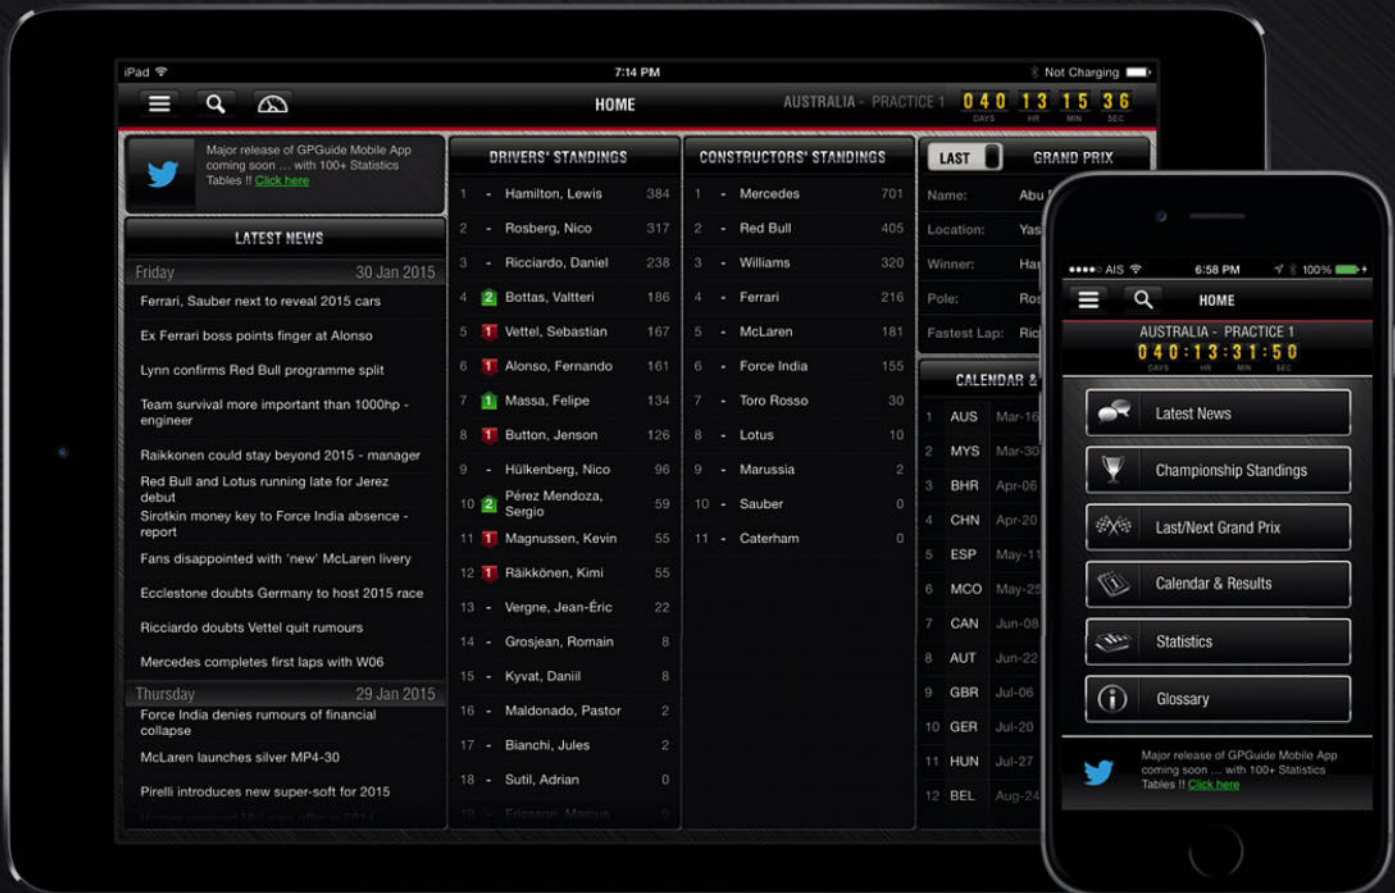 iPad
7:14 PM
Not Charging
HOME
AUSTRALIA - PRACTICE 1
040 13 15 36
DAYS HR MIN SEC
Major release of GPGuide Mobile App
coming soon ... with 100+ Statistics
Tables !! Click here
LATEST NEWS
Friday 30 Jan 2015
Ferrari, Sauber next to reveal 2015 cars
Ex Ferrari boss points finger at Alonso
Lynn confirms Red Bull programme split
Team survival more important than 1000hp -
engineer
Raikkonen could stay beyond 2015 - manager
Red Bull and Lotus running late for Jerez
debut
Sirotkin money key to Force India absence -
report
Fans disappointed with 'new' McLaren livery
Ecclestone doubts Germany to host 2015 race
Ricciardo doubts Vettel quit rumours
Mercedes completes first laps with W06
Thursday 29 Jan 2015
Force India denies rumours of financial
collapse
McLaren launches silver MP4-30
Pirelli introduces new super-soft for 2015
DRIVERS' STANDINGS
1 - Hamilton, Lewis 384
2 - Rosberg, Nico 317
3 - Ricciardo, Daniel 238
4 2 Bottas, Valtteri 186
5 1 Vettel, Sebastian 167
6 1 Alonso, Fernando 161
7 1 Massa, Felipe 134
8 1 Button, Jenson 126
9 - Hülkenberg, Nico 96
10 2 Pérez Mendoza,
Sergio 59
11 1 Magnussen, Kevin 55
12 1 Räikkönen, Kimi 55
13 - Vergne, Jean-Éric 22
14 - Grosjean, Romain 8
15 - Kvyat, Daniil 8
16 - Maldonado, Pastor 2
17 - Bianchi, Jules 2
18 - Sutil, Adrian 0
19 - Ericsson, Marcus 0
CONSTRUCTORS' STANDINGS
1 - Mercedes 701
2 - Red Bull 405
3 - Williams 320
4 - Ferrari 216
5 - McLaren 181
6 - Force India 155
7 - Toro Rosso 30
8 - Lotus 10
9 - Marussia 2
10 - Sauber 0
11 - Caterham 0
LAST GRAND PRIX
Name: Abu
Location: Yas
Winner: Ha
Pole: Ros
Fastest Lap: Ric
CALENDAR &
1 AUS Mar-16
2 MYS Mar-30
3 BHR Apr-06
4 CHN Apr-20
5 ESP May-11
6 MCO May-25
7 CAN Jun-08
8 AUT Jun-22
9 GBR Jul-06
10 GER Jul-20
11 HUN Jul-27
12 BEL Aug-24
AIS 6:58 PM 100%
HOME
AUSTRALIA - PRACTICE 1
040:13:31:50
DAYS HR MIN SEC
Latest News
Championship Standings
Last/Next Grand Prix
Calendar & Results
Statistics
Glossary
Major release of GPGuide Mobile App
coming soon ... with 100+ Statistics
Tables !! Click here